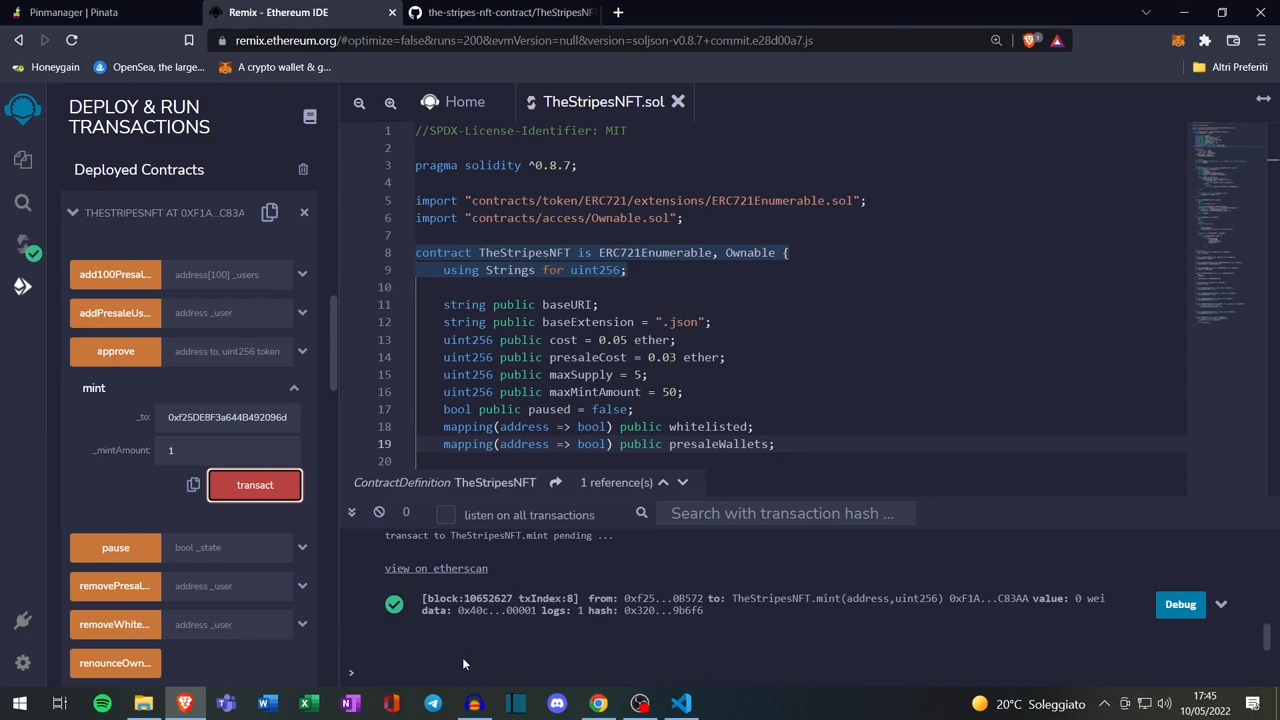 Pinmanager | Pinata
Remix - Ethereum IDE
the-stripes-nft-contract/TheStripesNF
remix.ethereum.org/#optimize=false&runs=200&evmVersion=null&version=soljson-v0.8.7+commit.e28d00a7.js
1
Honeygain
OpenSea, the large...
A crypto wallet & g...
Altri Preferiti
DEPLOY & RUN
TRANSACTIONS
Home
TheStripesNFT.sol
Deployed Contracts
THESTRIPESNFT AT 0XF1A...C83A
add100Presal... address[100] _users
addPresaleUs... address _user
approve address to, uint256 token
mint
_to: 0xf25DE8F3a644B492096d
_mintAmount: 1
transact
pause bool _state
removePresal... address _user
removeWhite... address _user
renounceOwn...
1 //SPDX-License-Identifier: MIT
2
3 pragma solidity ^0.8.7;
4
5 import "contracts/token/ERC721/extensions/ERC721Enumerable.sol";
6 import "contracts/access/Ownable.sol";
7
8 contract TheStripesNFT is ERC721Enumerable, Ownable
9 using Strings for uint256;
10
11 string public baseURI;
12 string public baseExtension = ".json";
13 uint256 public cost = 0.05 ether;
14 uint256 public presaleCost = 0.03 ether;
15 uint256 public maxSupply = 5;
16 uint256 public maxMintAmount = 50;
17 bool public paused = false;
18 mapping(address => bool) public whitelisted;
19 mapping(address => bool) public presaleWallets;
20
ContractDefinition TheStripesNFT 1 reference(s)
0 listen on all transactions Search with transaction hash ...
transact to TheStripesNFT.mint pending ...
view on etherscan
[block:10652627 txIndex:8] from: 0xf25...0B572 to: TheStripesNFT.mint(address,uint256) 0xF1A...C83AA value: 0 wei
data: 0x40c...00001 logs: 1 hash: 0x320...9b6f6
Debug
>
20°C Soleggiato
17:45
10/05/2022